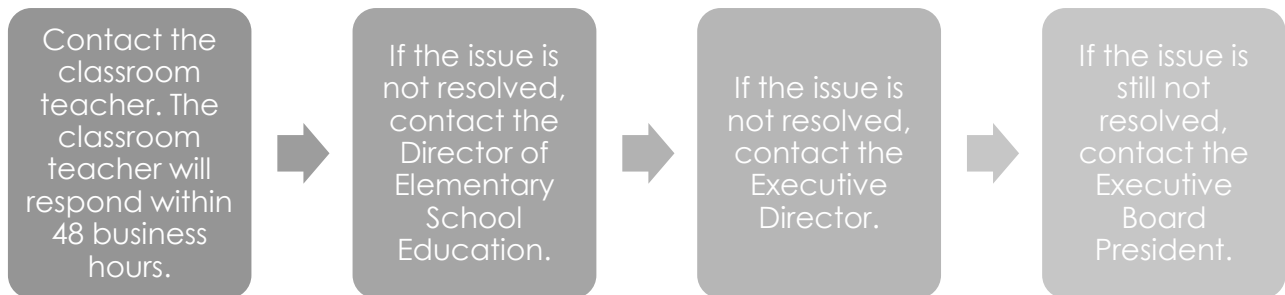 Contact the
classroom
teacher. The
classroom
teacher will
respond within
48 business
hours.
If the issue is
not resolved,
contact the
Director of
Elementary
School
Education.
If the issue is
not resolved,
contact the
Executive
Director.
If the issue is
still not
resolved,
contact the
Executive
Board
President.